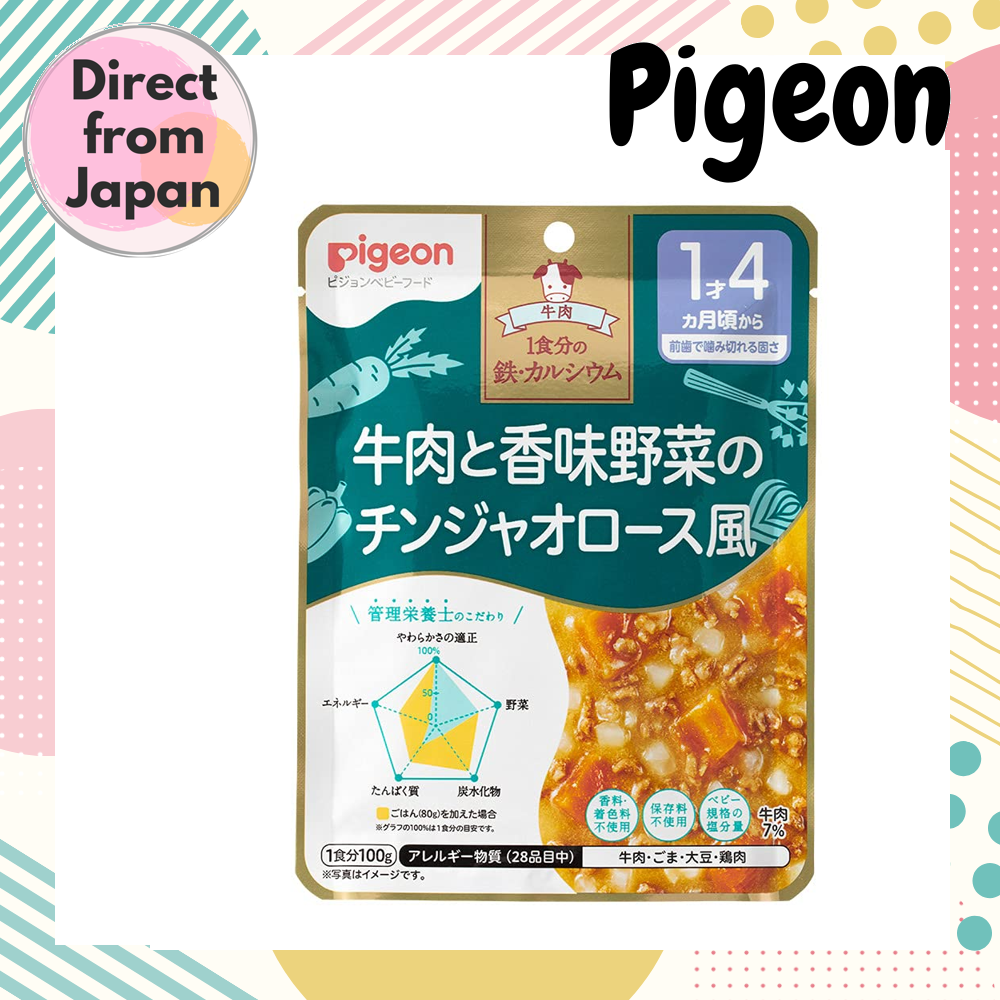 Direct
from
Japan
Pigeon
Pigeon
ピジョンベビーフード
牛肉
1食分の
鉄・カルシウム
1才4
ヵ月頃から
前歯で噛み切れる固さ
牛肉と香味野菜の
チンジャオロース風
管理栄養士のこだわり
やわらかさの適正
100%
50
0
エネルギー
野菜
たんぱく質
炭水化物
ごはん(80g)を加えた場合
※グラフの100%は1食分の目安です。
香料・
着色料
不使用
保存料
不使用
ベビー
規格の
塩分量
牛肉
7%
1食分100g
アレルギー物質(28品目中)
牛肉・ごま・大豆・鶏肉
※写真はイメージです。